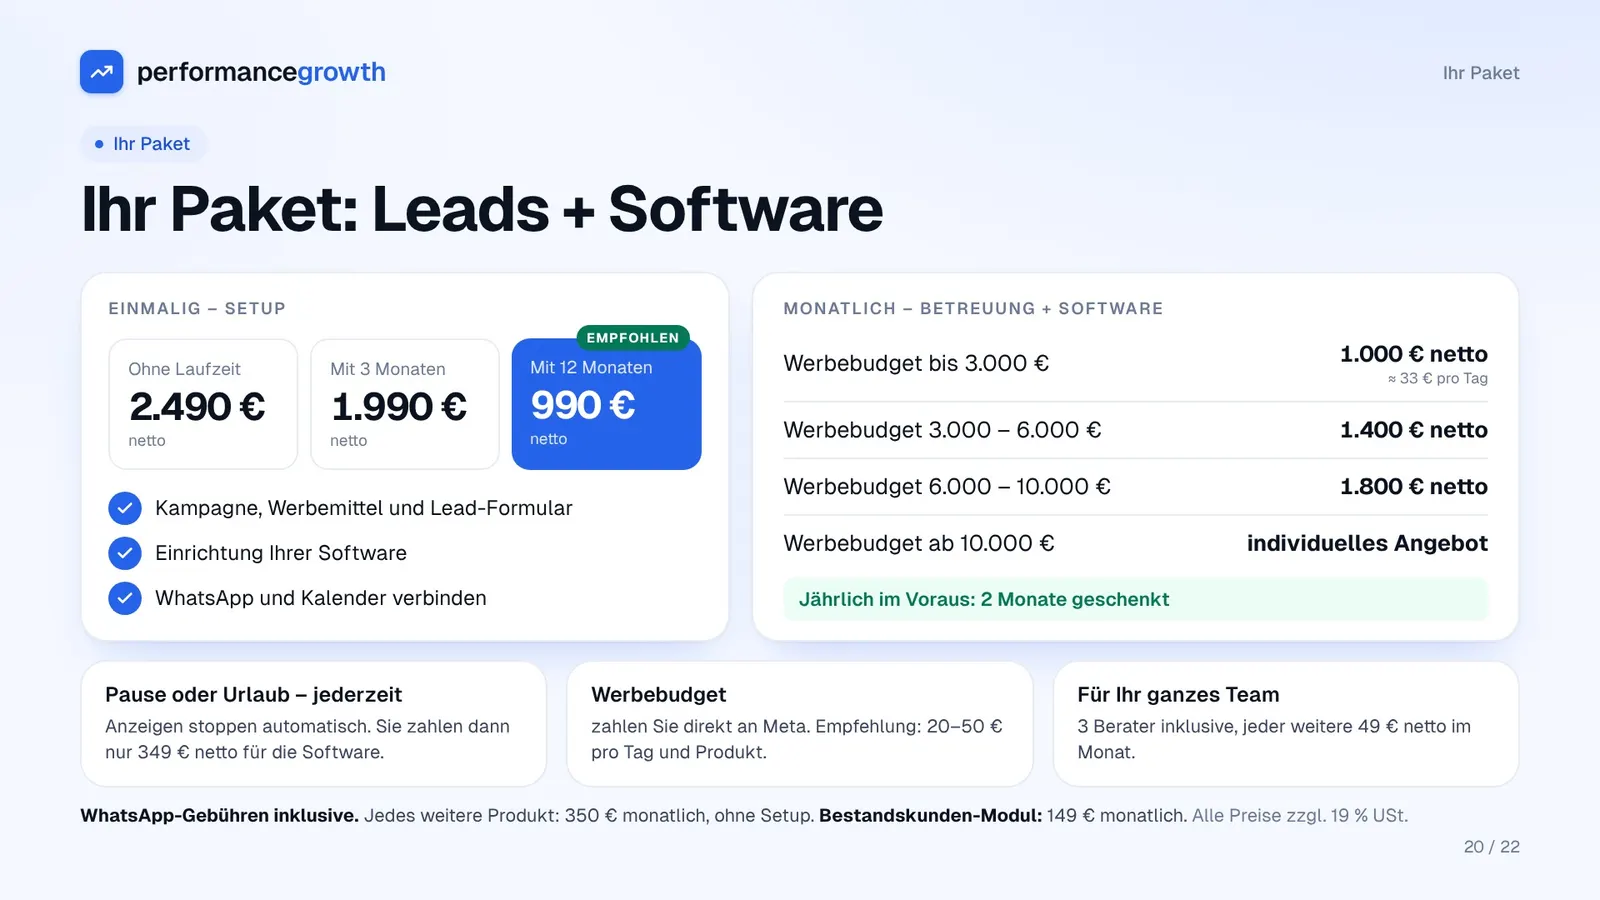 performancegrowth
Ihr Paket
Ihr Paket
Ihr Paket: Leads + Software
EINMALIG – SETUP
EMPFOHLEN
Ohne Laufzeit
2.490 €
netto
Mit 3 Monaten
1.990 €
netto
Mit 12 Monaten
990 €
netto
Kampagne, Werbemittel und Lead-Formular
Einrichtung Ihrer Software
WhatsApp und Kalender verbinden
MONATLICH – BETREUUNG + SOFTWARE
Werbebudget bis 3.000 € 1.000 € netto
≈ 33 € pro Tag
Werbebudget 3.000 – 6.000 € 1.400 € netto
Werbebudget 6.000 – 10.000 € 1.800 € netto
Werbebudget ab 10.000 € individuelles Angebot
Jährlich im Voraus: 2 Monate geschenkt
Pause oder Urlaub – jederzeit
Anzeigen stoppen automatisch. Sie zahlen dann
nur 349 € netto für die Software.
Werbebudget
zahlen Sie direkt an Meta. Empfehlung: 20–50 €
pro Tag und Produkt.
Für Ihr ganzes Team
3 Berater inklusive, jeder weitere 49 € netto im
Monat.
WhatsApp-Gebühren inklusive. Jedes weitere Produkt: 350 € monatlich, ohne Setup. Bestandskunden-Modul: 149 € monatlich. Alle Preise zzgl. 19 % USt.
20 / 22